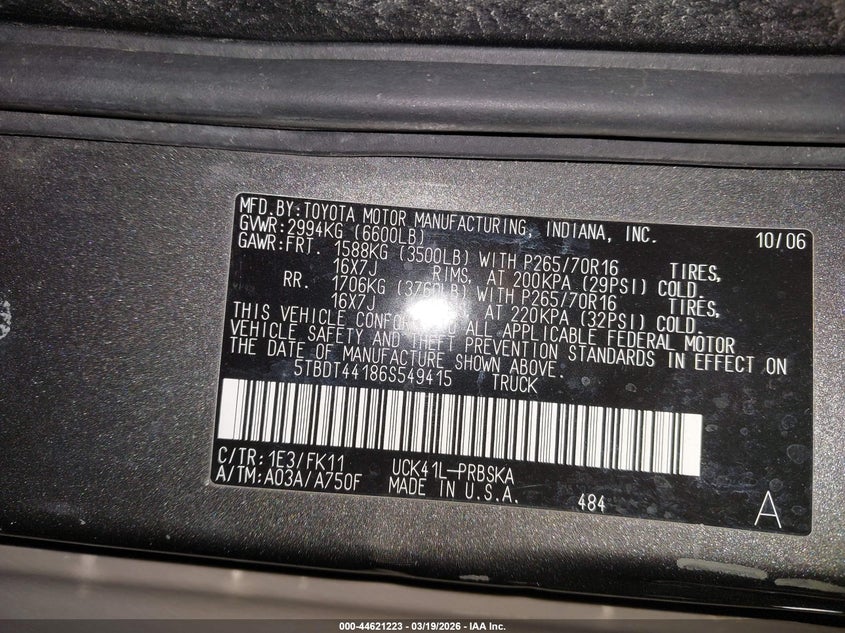 MFD.BY:TOYOTA MOTOR MANUFACTURING, INDIANA, INC. 10/06
GVWR:2994KG (6600LB)
GAWR:FRT. 1588KG (3500LB) WITH P265/70R16 TIRES,
16X7J RIMS, AT 200KPA (29PSI) COLD.
RR. 1706KG (3760LB) WITH P265/70R16 TIRES,
16X7J AT 220KPA (32PSI) COLD.
THIS VEHICLE ALL APPLICABLE FEDERAL MOTOR
VEHICLE SAFETY AND THEFT PREVENTION STANDARDS IN EFFECT ON
THE DATE OF MANUFACTURE SHOWN ABOVE.
5TBDT44186S549415 TRUCK
C/TR:1E3/FK11 UCK41L-PRBSKA
A/TM:A03A/A750F MADE IN U.S.A. 484 A
000-44621223 - 03/19/2026 - IAA Inc.